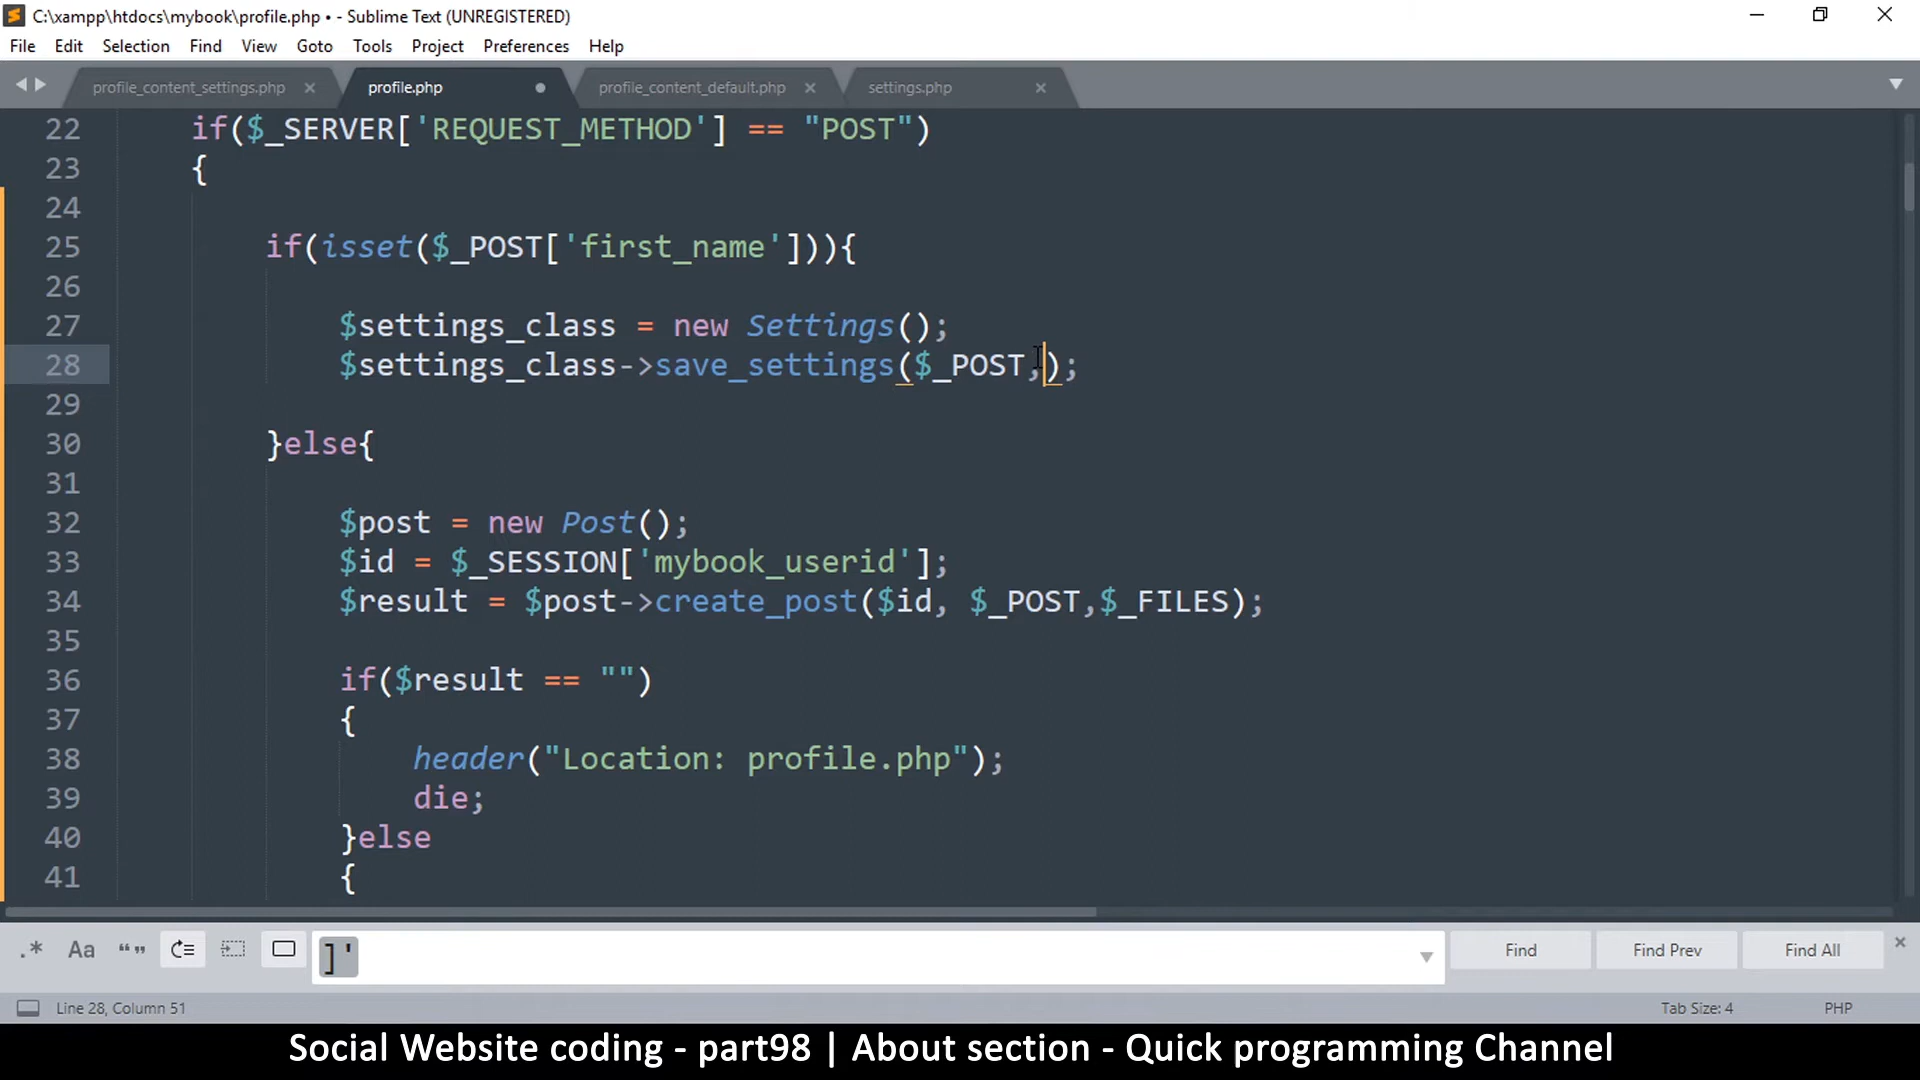 C:\xampp\htdocs\mybook\profile.php • - Sublime Text (UNREGISTERED)
File Edit Selection Find View Goto Tools Project Preferences Help
profile_content_settings.php profile.php profile_content_default.php settings.php
22 if($_SERVER['REQUEST_METHOD'] == "POST")
23 {
24
25 if(isset($_POST['first_name'])){
26
27 $settings_class = new Settings();
28 $settings_class->save_settings($_POST,);
29
30 }else{
31
32 $post = new Post();
33 $id = $_SESSION['mybook_userid'];
34 $result = $post->create_post($id, $_POST,$_FILES);
35
36 if($result == "")
37 {
38 header("Location: profile.php");
39 die;
40 }else
41 {
.* Aa “” ]' Find Find Prev Find All
Line 28, Column 51 Tab Size: 4 PHP
Social Website coding - part98 | About section - Quick programming Channel